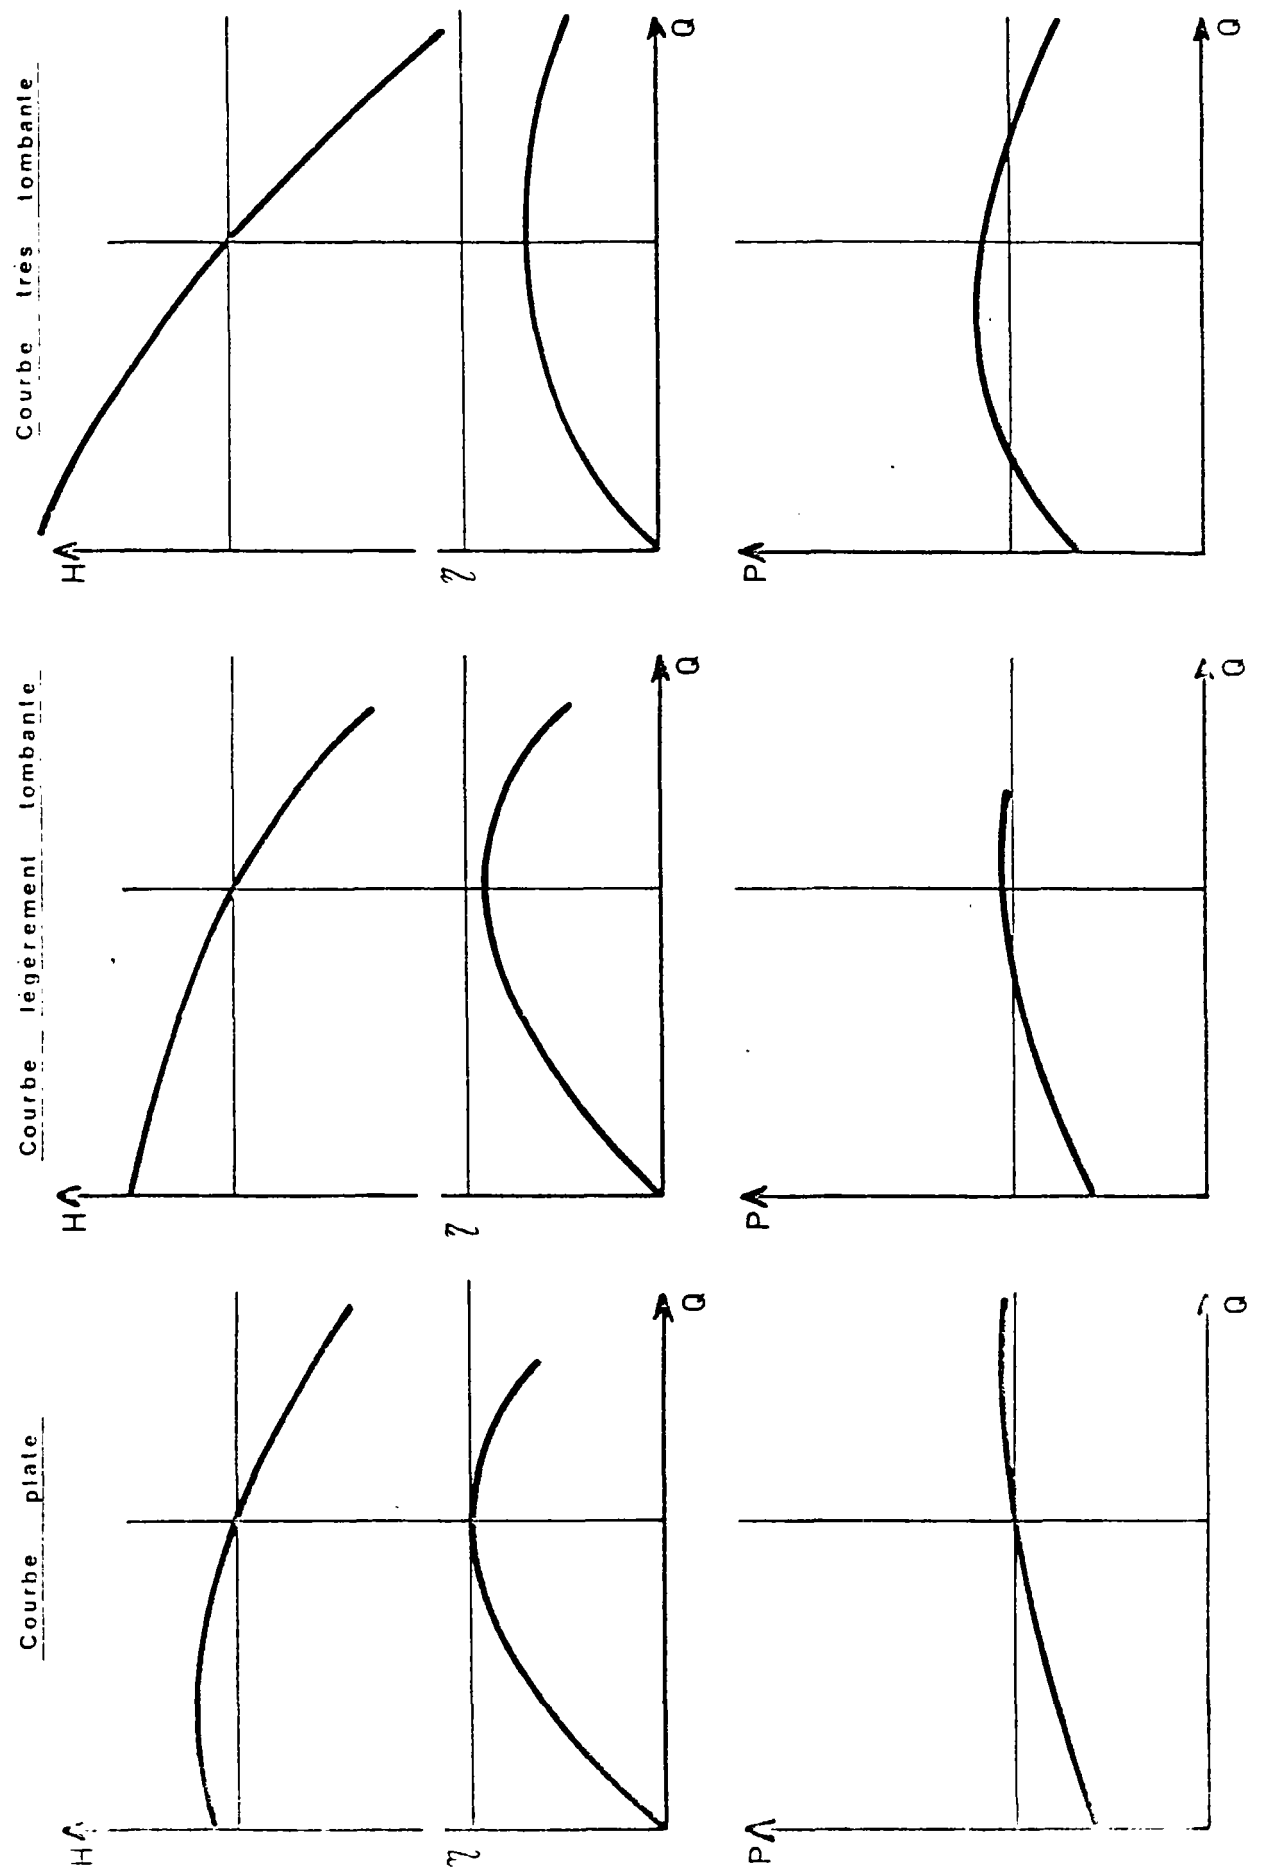 Courbe plate
H
η
Q
P
Q
Courbe légèrement tombante
H
η
Q
P
Q
Courbe très tombante
H
η
Q
P
Q